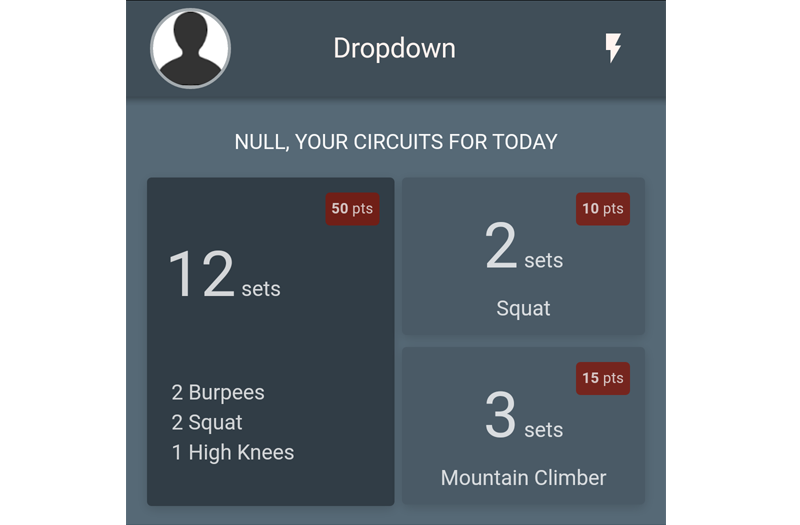 Dropdown
NULL, YOUR CIRCUITS FOR TODAY
50 pts
12 sets
2 Burpees
2 Squat
1 High Knees
10 pts
2 sets
Squat
15 pts
3 sets
Mountain Climber